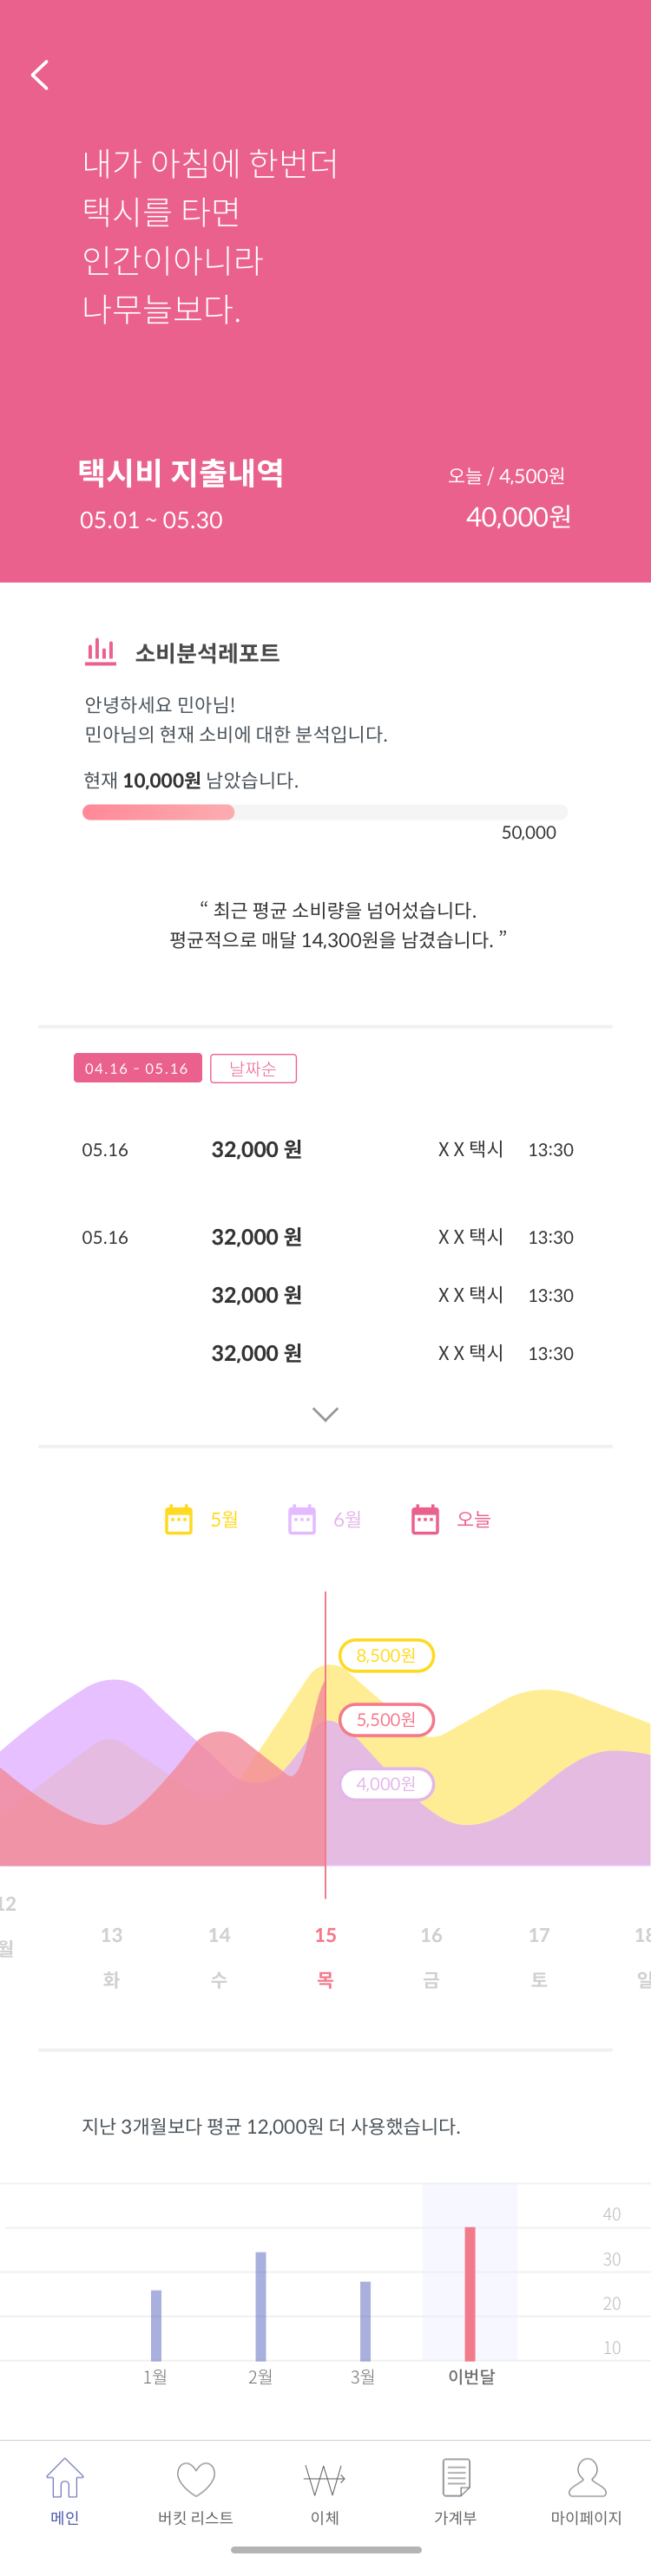 내가 아침에 한번더
택시를 타면
인간이아니라
나무늘보다.
택시비 지출내역
오늘 / 4,500원
05.01 ~ 05.30
40,000원
소비분석레포트
안녕하세요 민아님!
민아님의 현재 소비에 대한 분석입니다.
현재 10,000원 남았습니다.
50,000
“ 최근 평균 소비량을 넘어섰습니다.
평균적으로 매달 14,300원을 남겼습니다. ”
04.16 - 05.16 날짜순
05.16 32,000 원 X X 택시 13:30
05.16 32,000 원 X X 택시 13:30
32,000 원 X X 택시 13:30
32,000 원 X X 택시 13:30
5월 6월 오늘
8,500원
5,500원
4,000원
12 13 14 15 16 17 18
월 화 수 목 금 토 일
지난 3개월보다 평균 12,000원 더 사용했습니다.
40
30
20
10
1월 2월 3월 이번달
메인 버킷 리스트 이체 가계부 마이페이지